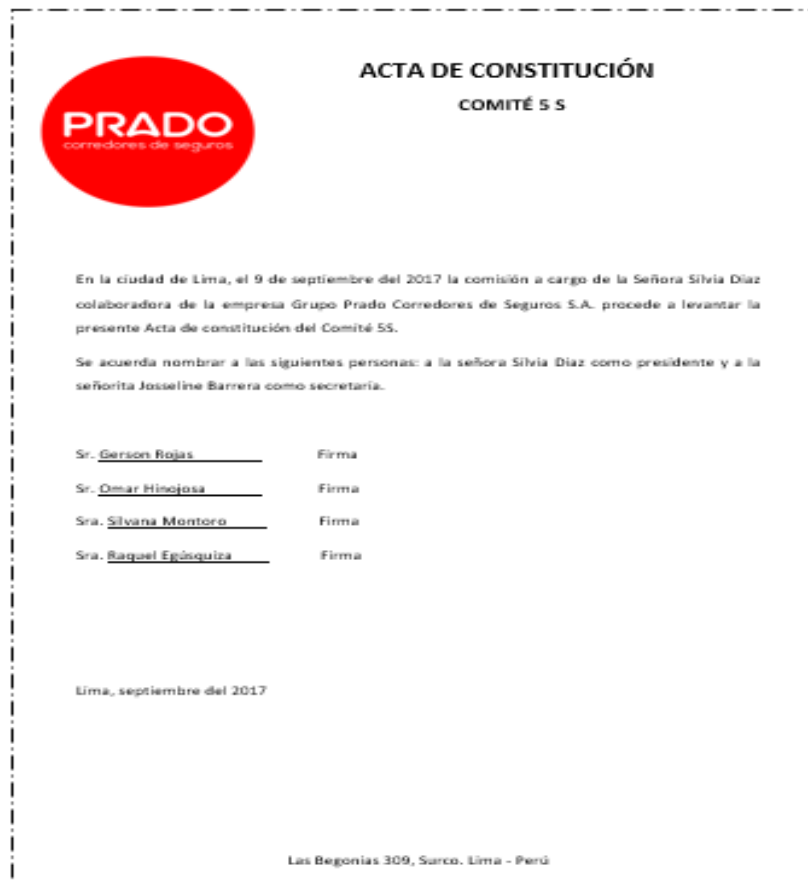 ACTA DE CONSTITUCIÓN
COMITÉ 5 S
PRADO
corredores de seguros
En la ciudad de Lima, el 9 de septiembre del 2017 la comisión a cargo de la Señora Silvia Diaz
colaboradora de la empresa Grupo Prado Corredores de Seguros S.A. procede a levantar la
presente Acta de constitución del Comité 5S.
Se acuerda nombrar a las siguientes personas: a la señora Silvia Diaz como presidente y a la
señorita Josseline Barrera como secretaria.
Sr. Gerson Rojas Firma
Sr. Omar Hinojosa Firma
Sra. Silvana Montoro Firma
Sra. Raquel Egúsquiza Firma
Lima, septiembre del 2017
Las Begonias 309, Surco. Lima - Perú